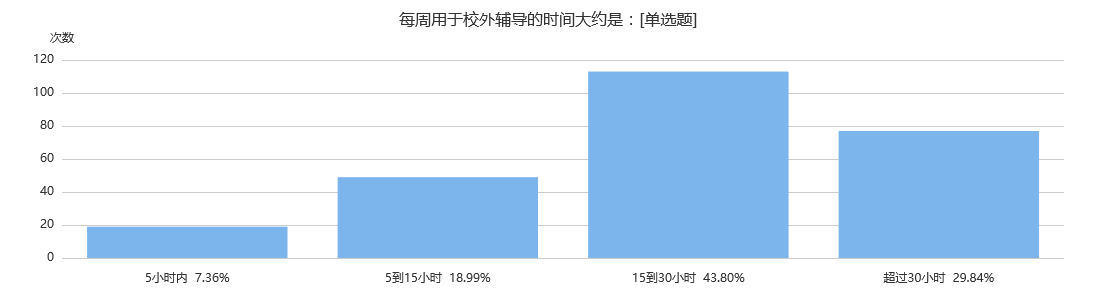 每周用于校外辅导的时间大约是：[单选题]
次数
120
100
80
60
40
20
0
5小时内 7.36%
5到15小时 18.99%
15到30小时 43.80%
超过30小时 29.84%